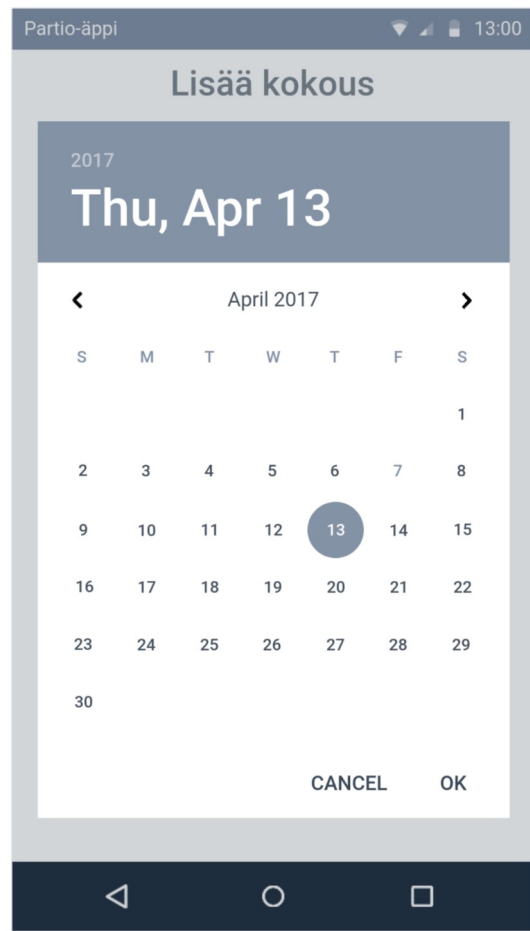 Partio-äppi 13:00
Lisää kokous
2017
Thu, Apr 13
April 2017
S M T W T F S
1
2 3 4 5 6 7 8
9 10 11 12 13 14 15
16 17 18 19 20 21 22
23 24 25 26 27 28 29
30
CANCEL OK